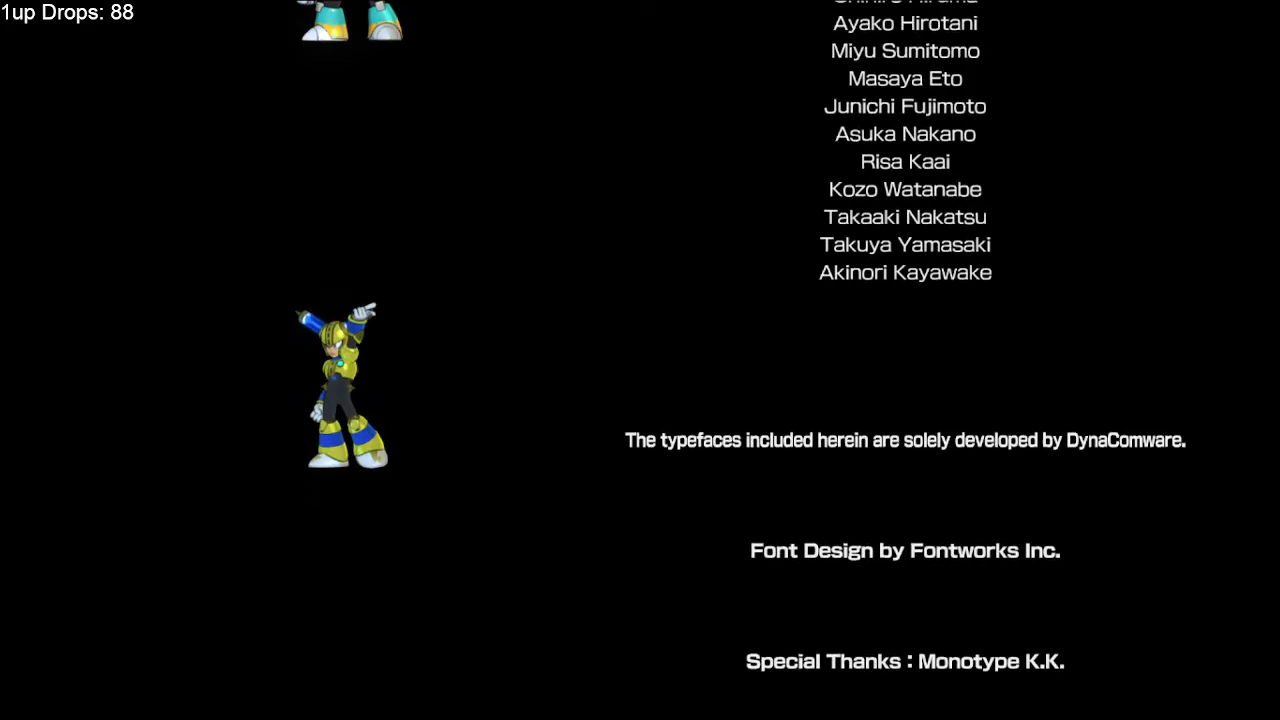 1up Drops: 88
Ayako Hirotani
Miyu Sumitomo
Masaya Eto
Junichi Fujimoto
Asuka Nakano
Risa Kaai
Kozo Watanabe
Takaaki Nakatsu
Takuya Yamasaki
Akinori Kayawake
The typefaces included herein are solely developed by DynaComware.
Font Design by Fontworks Inc.
Special Thanks : Monotype K.K.